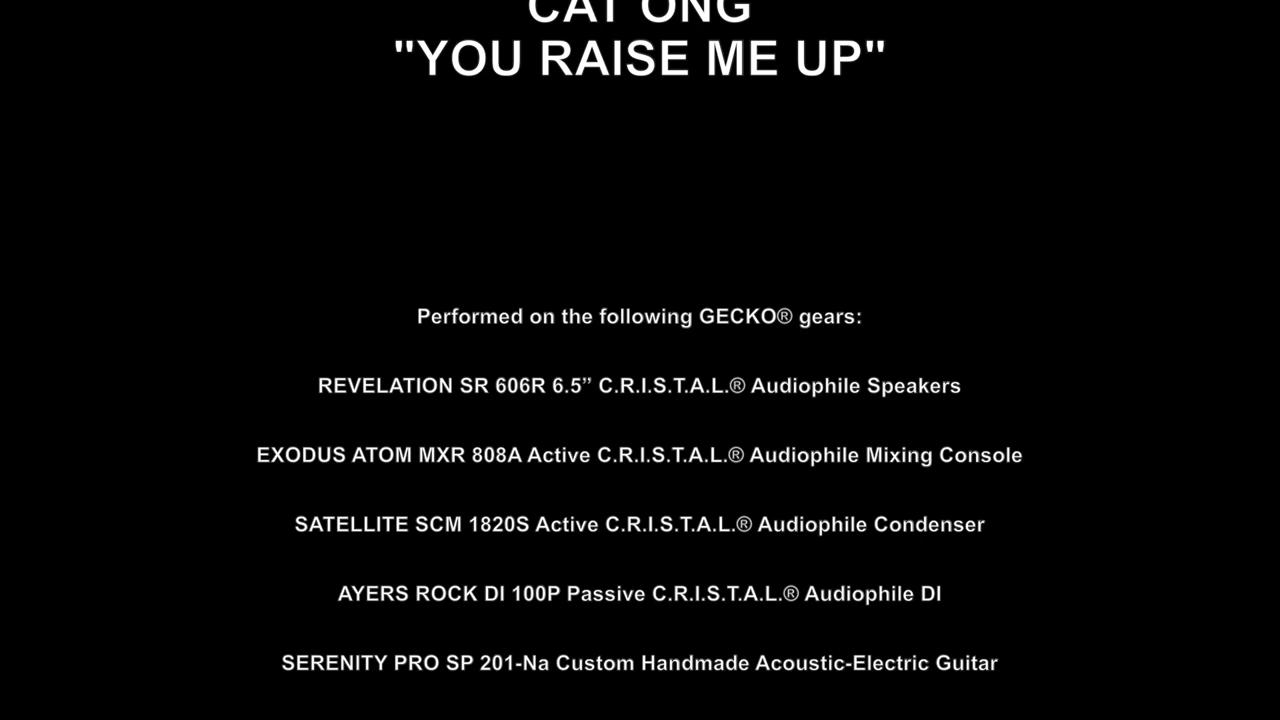 CAT ONG
"YOU RAISE ME UP"
Performed on the following GECKO® gears:
REVELATION SR 606R 6.5” C.R.I.S.T.A.L.® Audiophile Speakers
EXODUS ATOM MXR 808A Active C.R.I.S.T.A.L.® Audiophile Mixing Console
SATELLITE SCM 1820S Active C.R.I.S.T.A.L.® Audiophile Condenser
AYERS ROCK DI 100P Passive C.R.I.S.T.A.L.® Audiophile DI
SERENITY PRO SP 201-Na Custom Handmade Acoustic-Electric Guitar